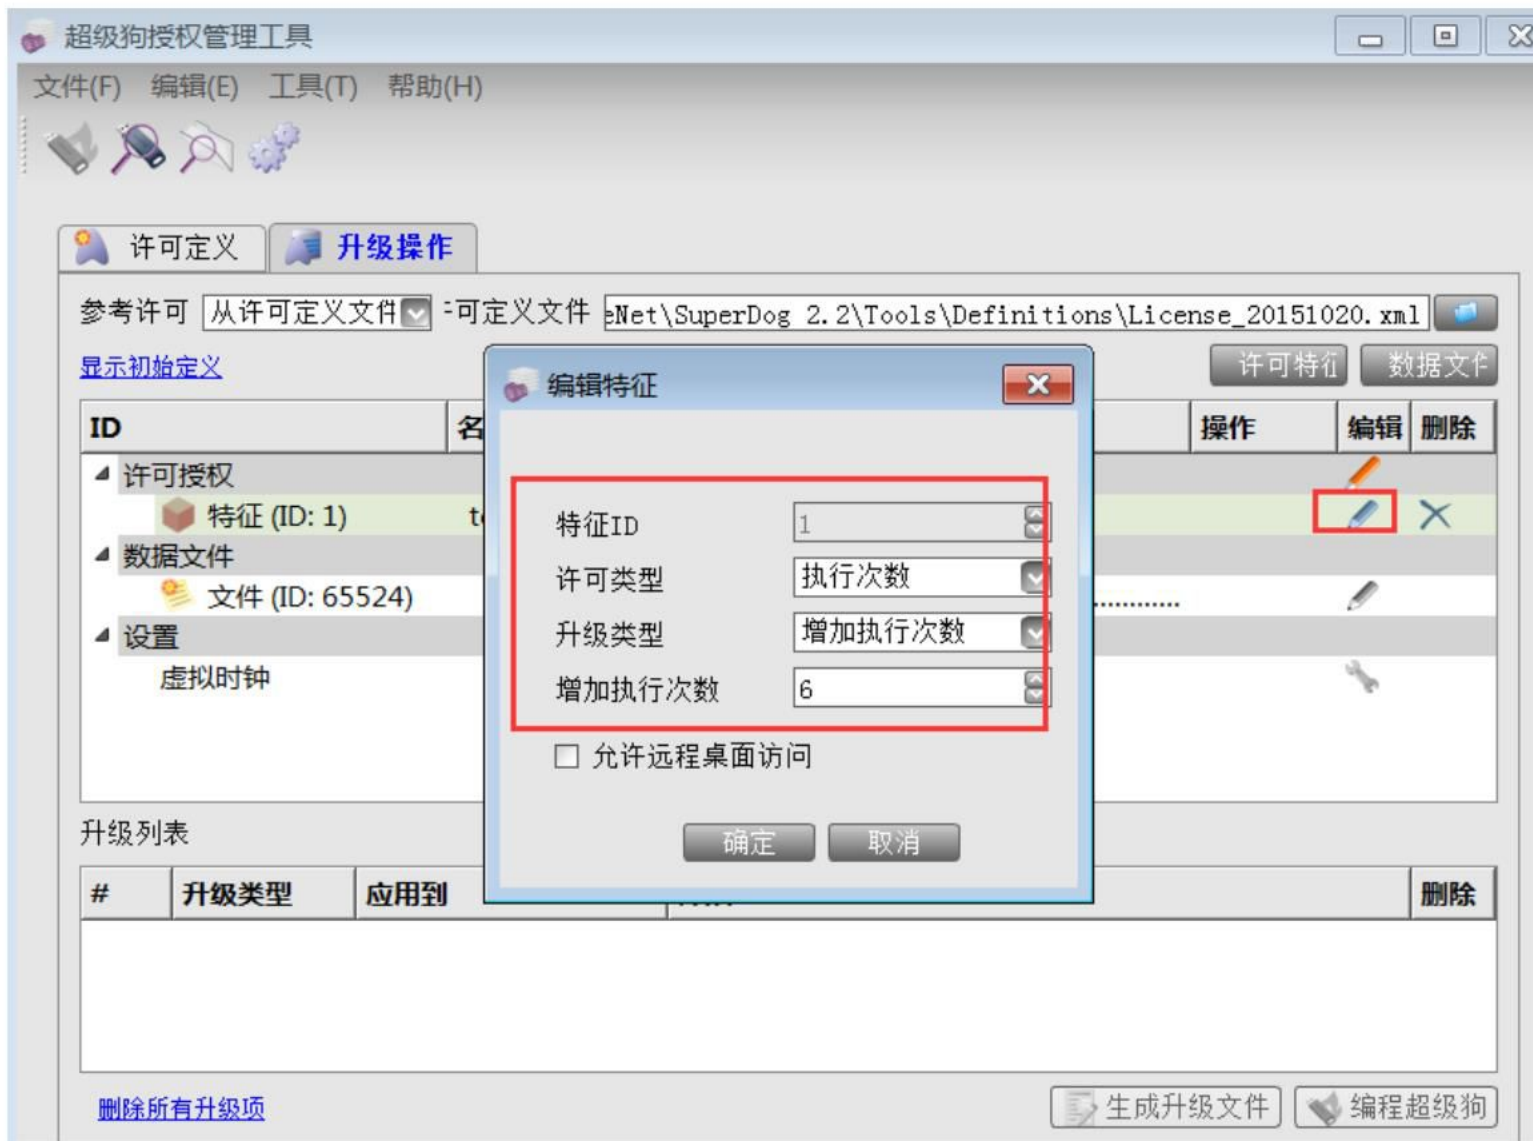 超级狗授权管理工具
文件(F) 编辑(E) 工具(T) 帮助(H)
许可定义 升级操作
参考许可 从许可定义文件 可定义文件 eNet\SuperDog 2.2\Tools\Definitions\License_20151020.xml
显示初始定义 许可特征 数据文件
编辑特征
ID 名 操作 编辑 删除
许可授权
特征 (ID: 1) te
特征ID 1
数据文件
许可类型 执行次数
文件 (ID: 65524) ............
设置
升级类型 增加执行次数
虚拟时钟
增加执行次数 6
允许远程桌面访问
升级列表
确定 取消
# 升级类型 应用到 删除
删除所有升级项 生成升级文件 编程超级狗